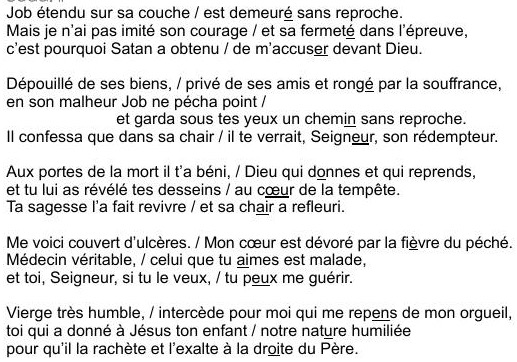 Job étendu sur sa couche / est demeuré sans reproche.
Mais je n'ai pas imité son courage / et sa fermeté dans l'épreuve,
c'est pourquoi Satan a obtenu / de m'accuser devant Dieu.
Dépouillé de ses biens, / privé de ses amis et rongé par la souffrance,
en son malheur Job ne pécha point /
et garda sous tes yeux un chemin sans reproche.
Il confessa que dans sa chair / il te verrait, Seigneur, son rédempteur.
Aux portes de la mort il t'a béni, / Dieu qui donnes et qui reprends,
et tu lui as révélé tes desseins / au cœur de la tempête.
Ta sagesse l'a fait revivre / et sa chair a refleuri.
Me voici couvert d'ulcères. / Mon cœur est dévoré par la fièvre du péché.
Médecin véritable, / celui que tu aimes est malade,
et toi, Seigneur, si tu le veux, / tu peux me guérir.
Vierge très humble, / intercède pour moi qui me repens de mon orgueil,
toi qui a donné à Jésus ton enfant / notre nature humiliée
pour qu'il la rachète et l'exalte à la droite du Père.